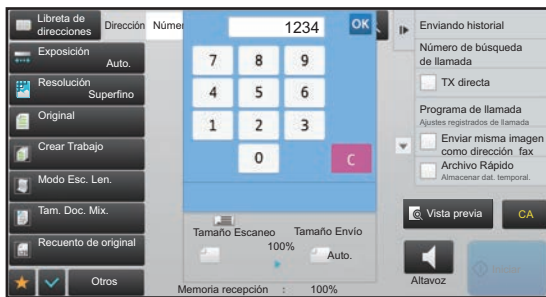 Libreta de
direcciones
Dirección
Númer
Exposición
Auto.
Resolución
Superfino
Original
Crear Trabajo
Modo Esc. Len.
Tam. Doc. Mix.
Recuento de original
Otros
1234
OK
7 8 9
4 5 6
1 2 3
0 C
Tamaño Escaneo Tamaño Envío
100%
Auto.
Memoria recepción : 100%
Enviando historial
Número de búsqueda
de llamada
TX directa
Programa de llamada
Ajustes registrados de llamada
Enviar misma imagen
como dirección fax
Archivo Rápido
Almacenar dat. temporal.
Vista previa
CA
Altavoz